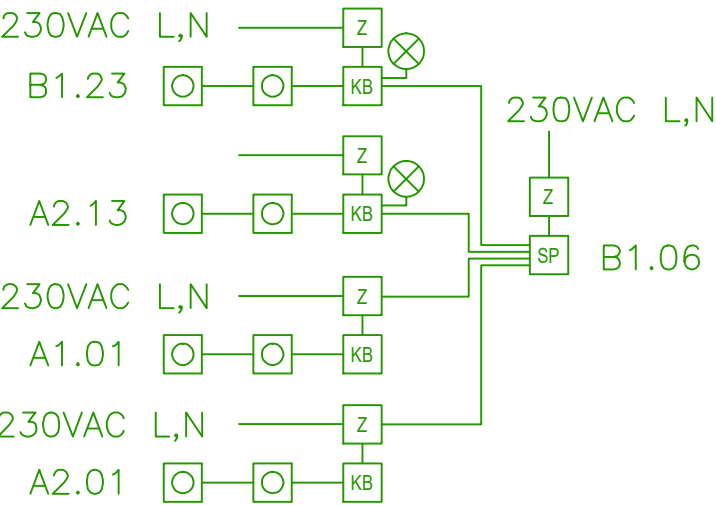 230VAC L,N Z
B1.23 KB
230VAC L,N
Z
Z
A2.13 KB
SP B1.06
230VAC L,N Z
A1.01 KB
230VAC L,N Z
A2.01 KB